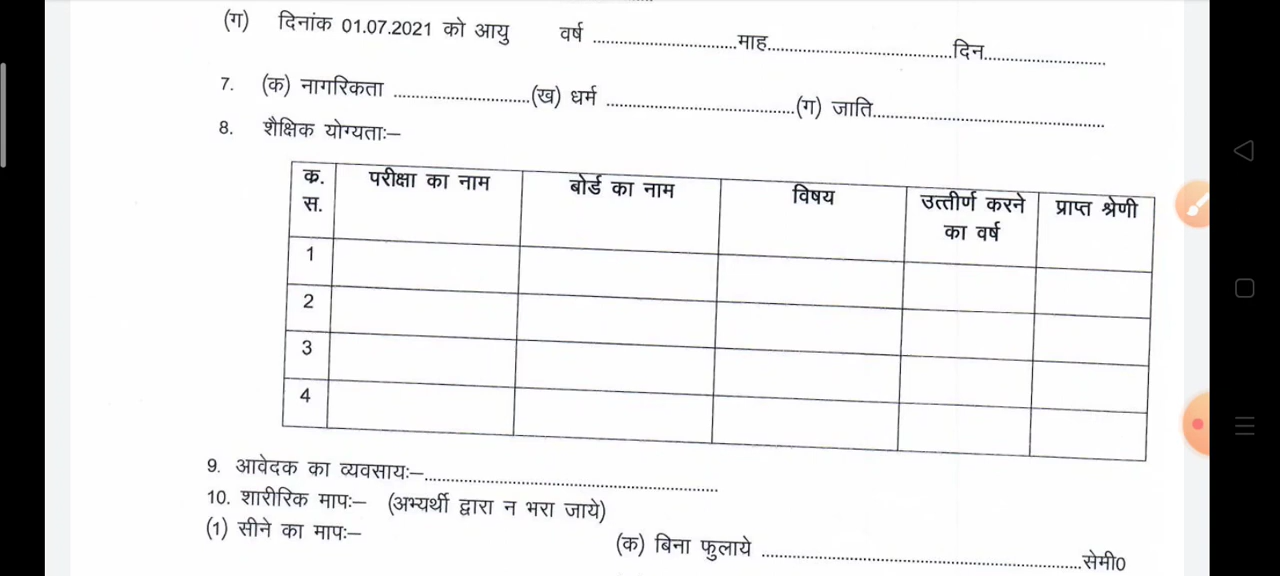 (ग) दिनांक 01.07.2021 को आयु वर्ष ..............................माह.......................................दिन..........................
7. (क) नागरिकता .............................(ख) धर्म ........................................(ग) जाति..................................................
8. शैक्षिक योग्यताः–
क्र. स. परीक्षा का नाम बोर्ड का नाम विषय उत्तीर्ण करने का वर्ष प्राप्त श्रेणी
1
2
3
4
9. आवेदक का व्यवसायः–..............................................................
10. शारीरिक मापः– (अभ्यर्थी द्वारा न भरा जाये)
(1) सीने का मापः– (क) बिना फुलाये ....................................................................सेमी0